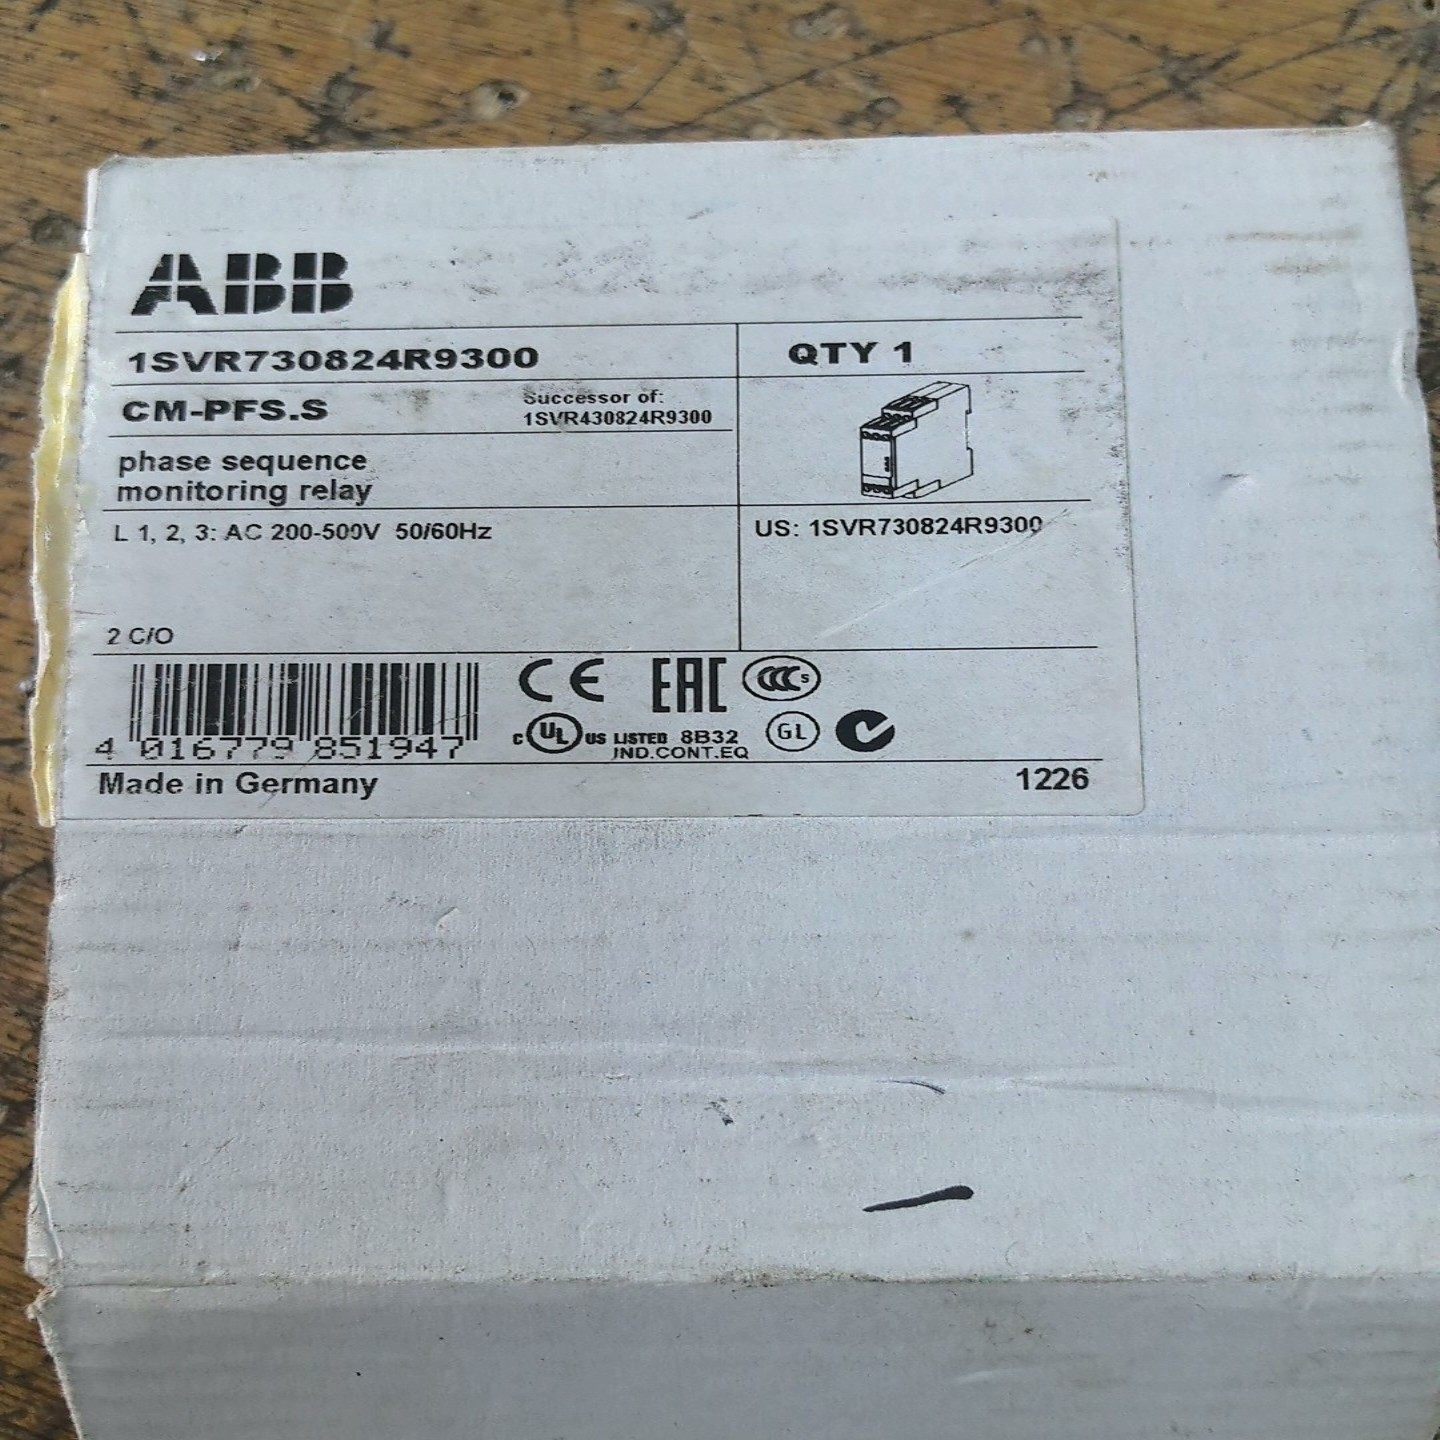 ABB
1SVR730824R9300
QTY 1
CM-PFS.S
Successor of:
1SVR430824R9300
phase sequence
monitoring relay
L 1, 2, 3: AC 200-500V 50/60Hz
US: 1SVR730824R9300
2 C/O
CE EAC CCC S
4 016779 851947
C UL US LISTED 8B32
IND.CONT.EQ
GL
Made in Germany
1226